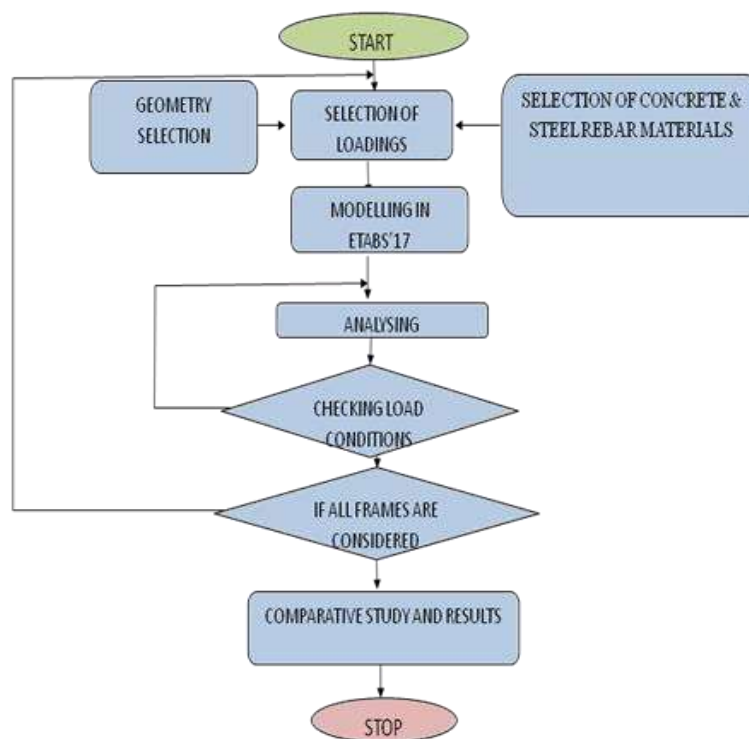 START
GEOMETRY
SELECTION
SELECTION OF
LOADINGS
SELECTION OF CONCRETE &
STEEL REBAR MATERIALS
MODELLING IN
ETABS'17
ANALYSING
CHECKING LOAD
CONDITIONS
IF ALL FRAMES ARE
CONSIDERED
COMPARATIVE STUDY AND RESULTS
STOP